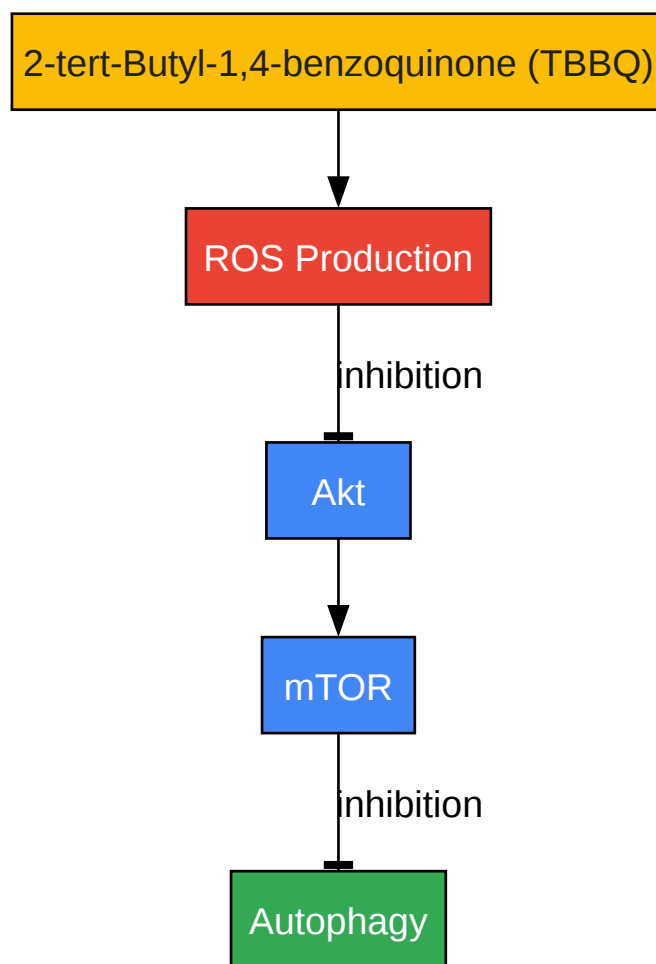 2-tert-Butyl-1,4-benzoquinone (TBBQ)
ROS Production
inhibition
Akt
mTOR
inhibition
Autophagy